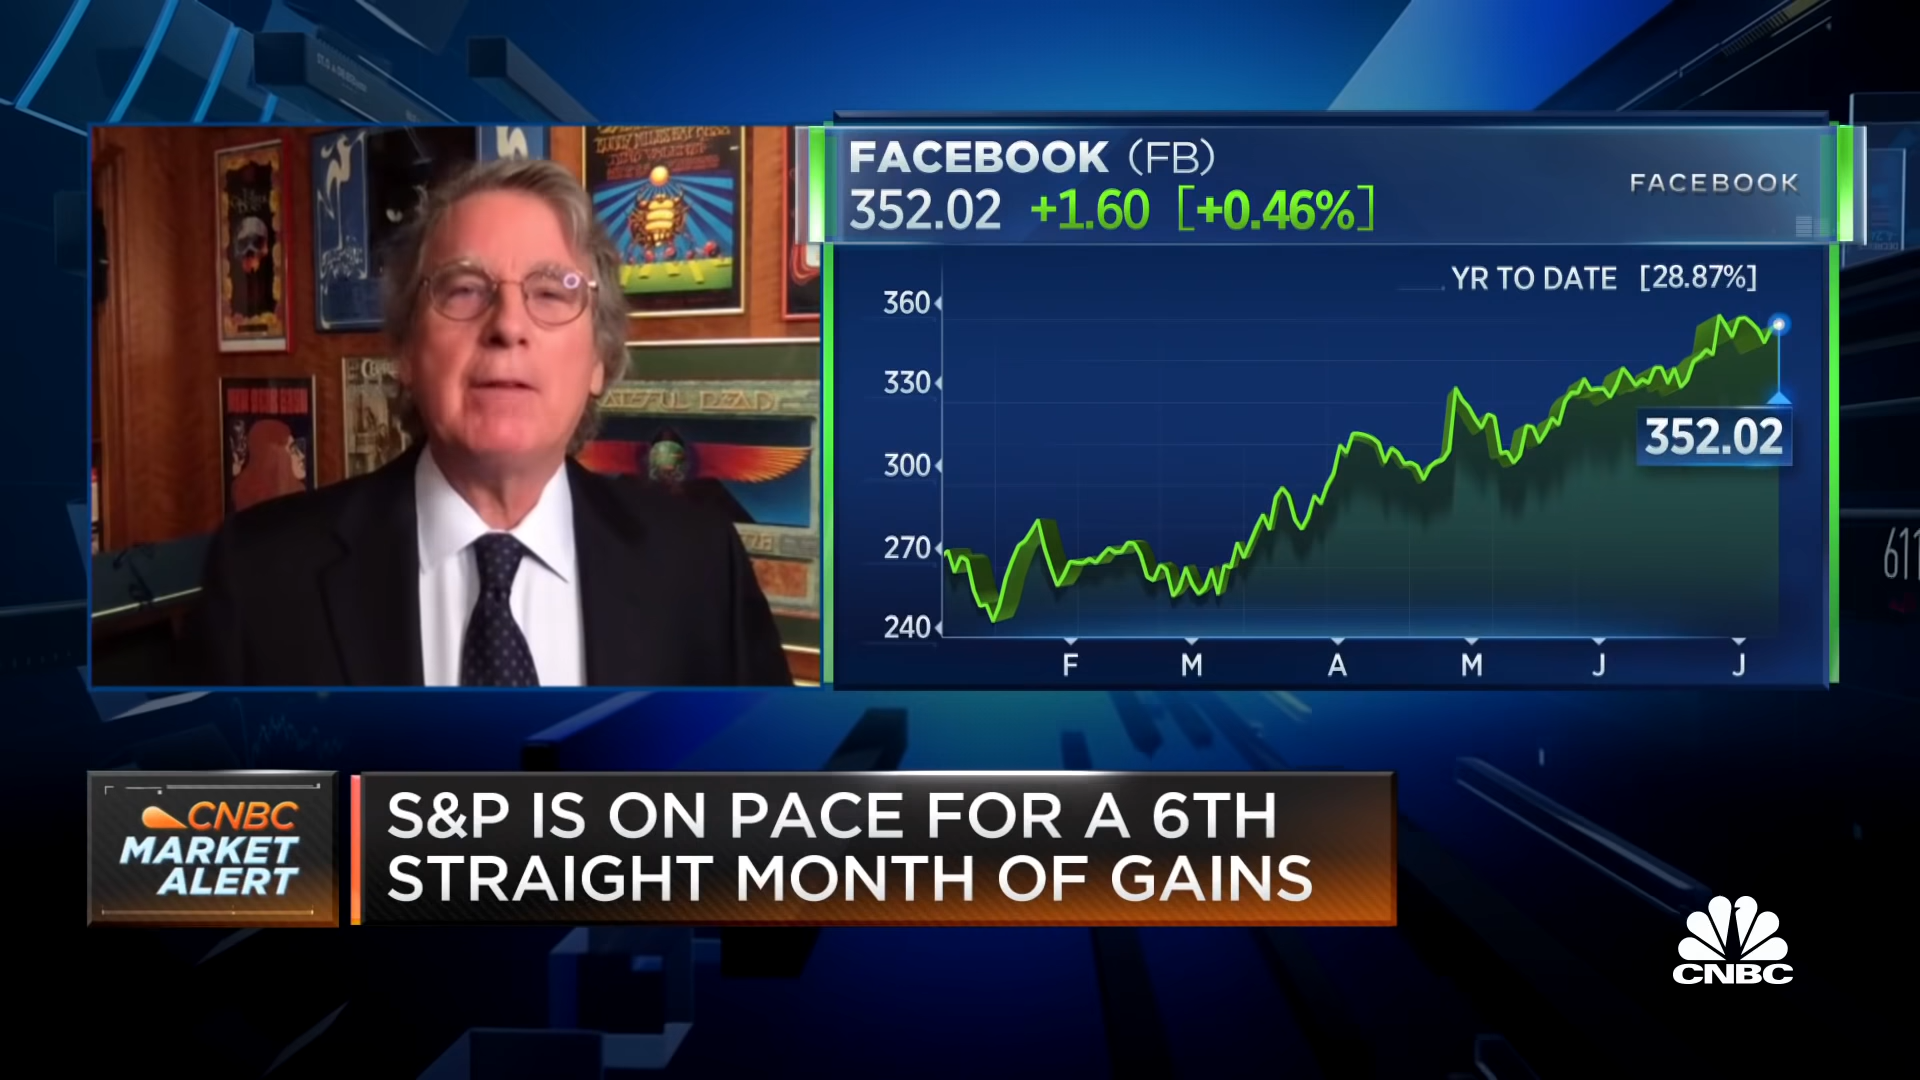 FACEBOOK (FB)
352.02 +1.60 [+0.46%]
FACEBOOK
YR TO DATE [28.87%]
360
330
300
270
240
352.02
F M A M J J
CNBC
MARKET
ALERT
S&P IS ON PACE FOR A 6TH
STRAIGHT MONTH OF GAINS
CNBC
611